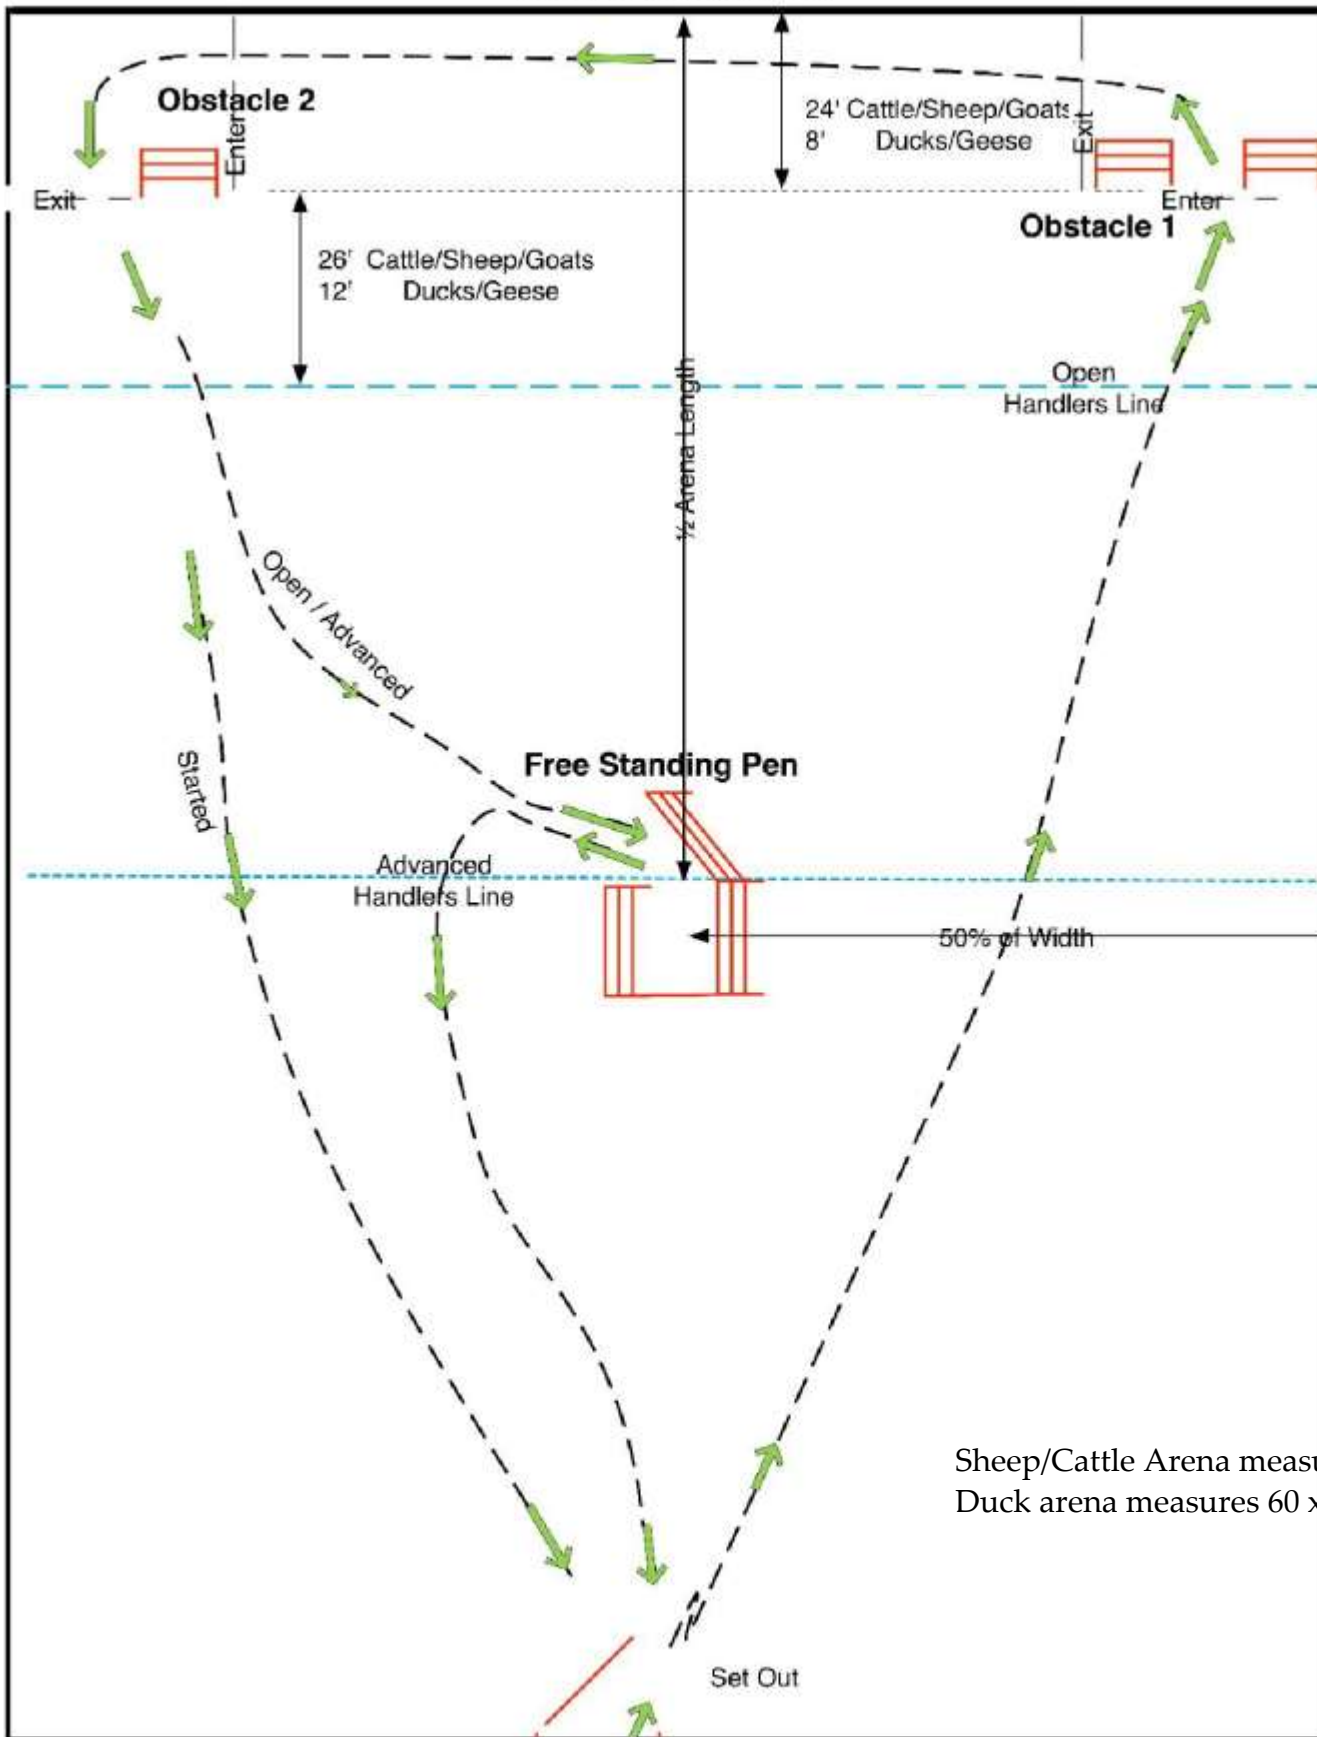 Obstacle 2
Enter
Exit
24' Cattle/Sheep/Goats
8' Ducks/Geese
Exit
Enter
Obstacle 1
26' Cattle/Sheep/Goats
12' Ducks/Geese
½ Arena Length
Open
Handlers Line
Open / Advanced
Started
Free Standing Pen
Advanced
Handlers Line
50% of Width
Sheep/Cattle Arena
Duck arena measures 60 x
Set Out